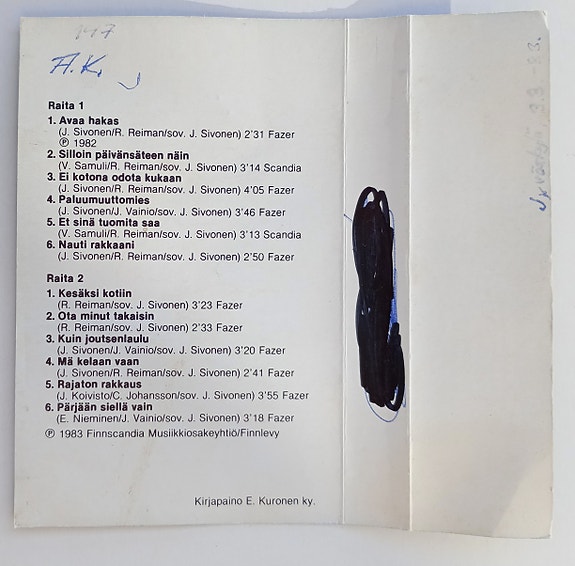 147
A.K.
Raita 1
1. Avaa hakas
(J. Sivonen/R. Reiman/sov. J. Sivonen) 2'31 Fazer
℗ 1982
2. Silloin päivänsäteen näin
(V. Samuli/R. Reiman/sov. J. Sivonen) 3'14 Scandia
3. Ei kotona odota kukaan
(J. Sivonen/R. Reiman/sov. J. Sivonen) 4'05 Fazer
4. Paluumuuttomies
(J. Sivonen/J. Vainio/sov. J. Sivonen) 3'46 Fazer
5. Et sinä tuomita saa
(V. Samuli/R. Reiman/sov. J. Sivonen) 3'13 Scandia
6. Nauti rakkaani
(J. Sivonen/R. Reiman/sov. J. Sivonen) 2'50 Fazer
Raita 2
1. Kesäksi kotiin
(R. Reiman/sov. J. Sivonen) 3'23 Fazer
2. Ota minut takaisin
(R. Reiman/sov. J. Sivonen) 2'33 Fazer
3. Kuin joutsenlaulu
(J. Sivonen/J. Vainio/sov. J. Sivonen) 3'20 Fazer
4. Mä kelaan vaan
(J. Sivonen/R. Reiman/sov. J. Sivonen) 2'41 Fazer
5. Rajaton rakkaus
(J. Koivisto/C. Johansson/sov. J. Sivonen) 3'55 Fazer
6. Pärjään siellä vain
(E. Nieminen/J. Vainio/sov. J. Sivonen) 3'18 Fazer
℗ 1983 Finnscandia Musiikkiosakeyhtiö/Finnlevy
Kirjapaino E. Kuronen ky.